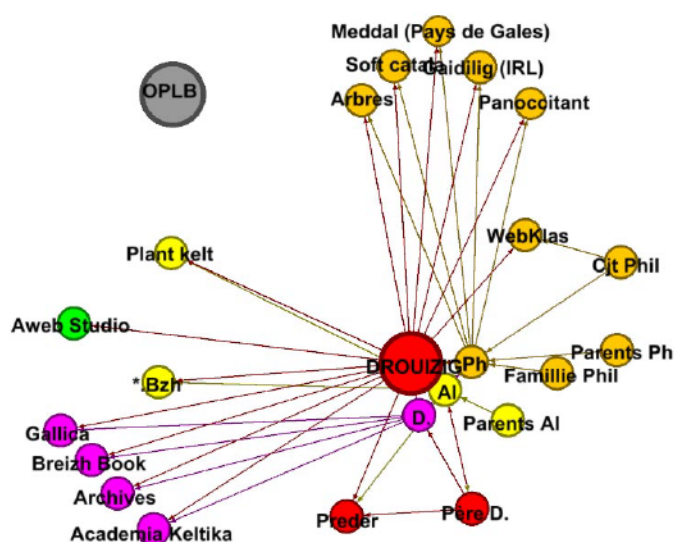 Meddal (Pays de Gales)
Soft catala
Gaidilig (IRL)
OPLB
Arbres
Panoccitant
WebKlas
Plant kelt
Cjt Phil
Aweb Studio
Parents Ph
DROUIZIG
Ph
Famillie Phil
*.Bzh
Al
D.
Parents Al
Gallica
Breizh Book
Archives
Preder
Pere D.
Academia Keltika